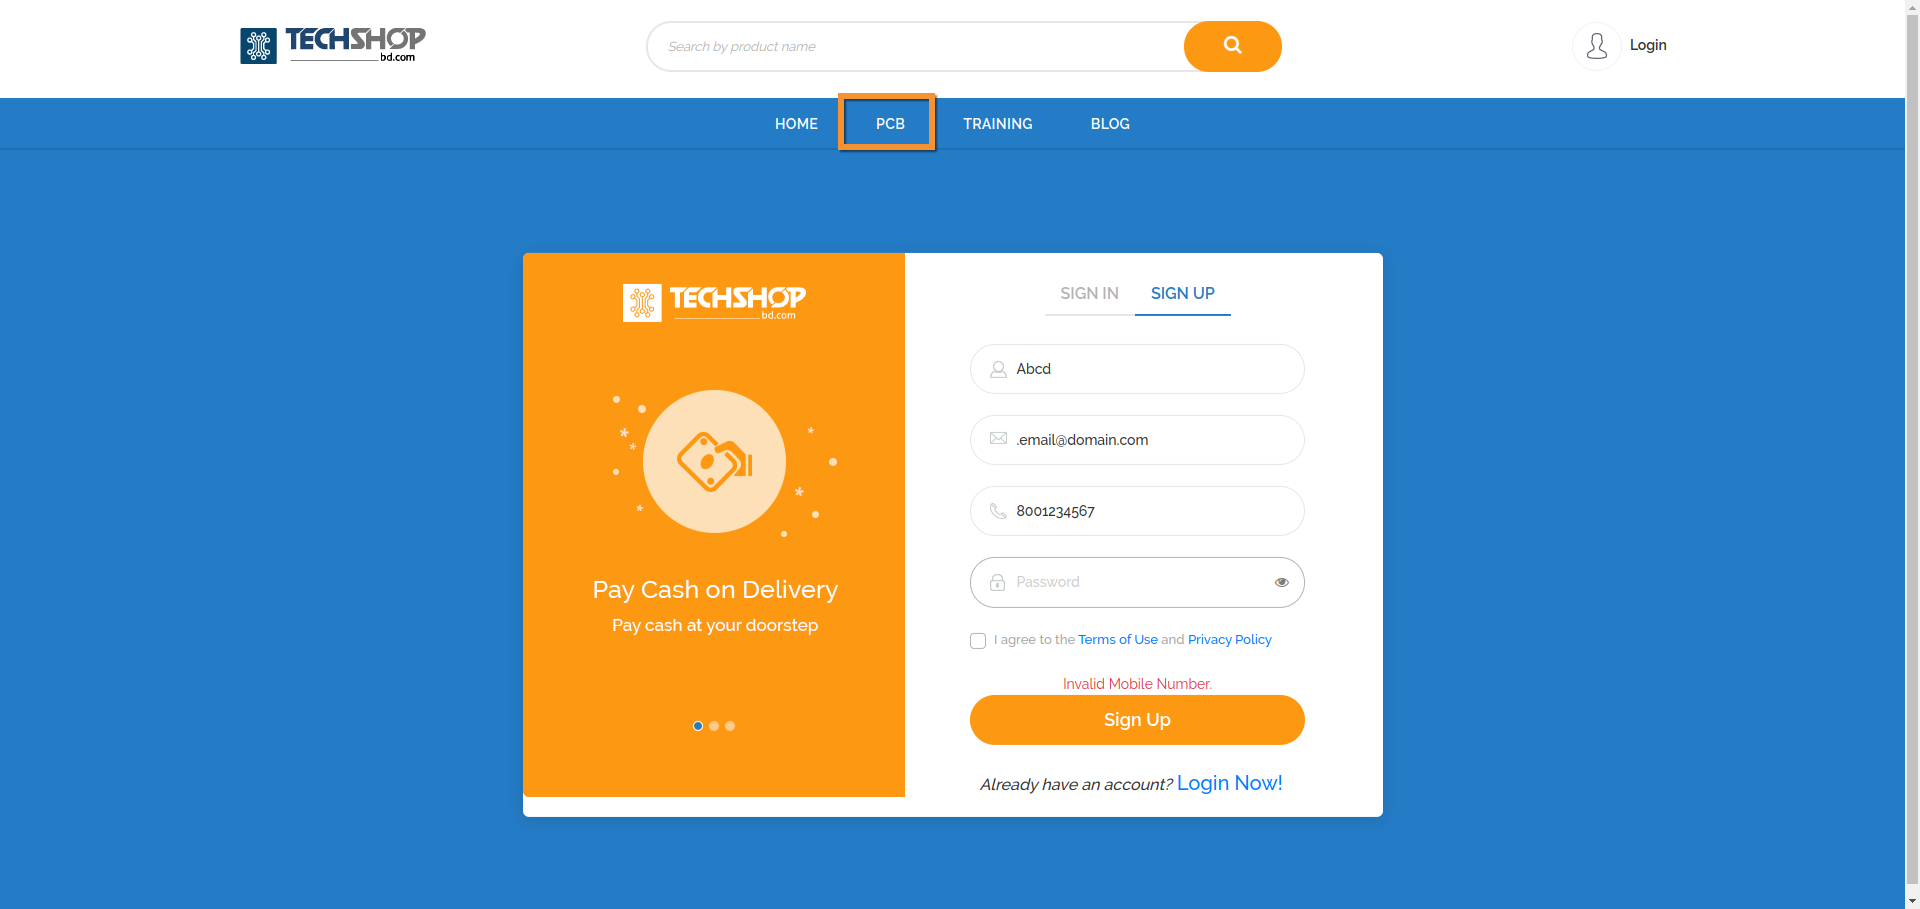 TECHSHOP
bd.com
Search by product name
Login
HOME
PCB
TRAINING
BLOG
TECHSHOP
bd.com
Pay Cash on Delivery
Pay cash at your doorstep
SIGN IN
SIGN UP
Abcd
.email@domain.com
8001234567
Password
I agree to the Terms of Use and Privacy Policy
Invalid Mobile Number.
Sign Up
Already have an account? Login Now!